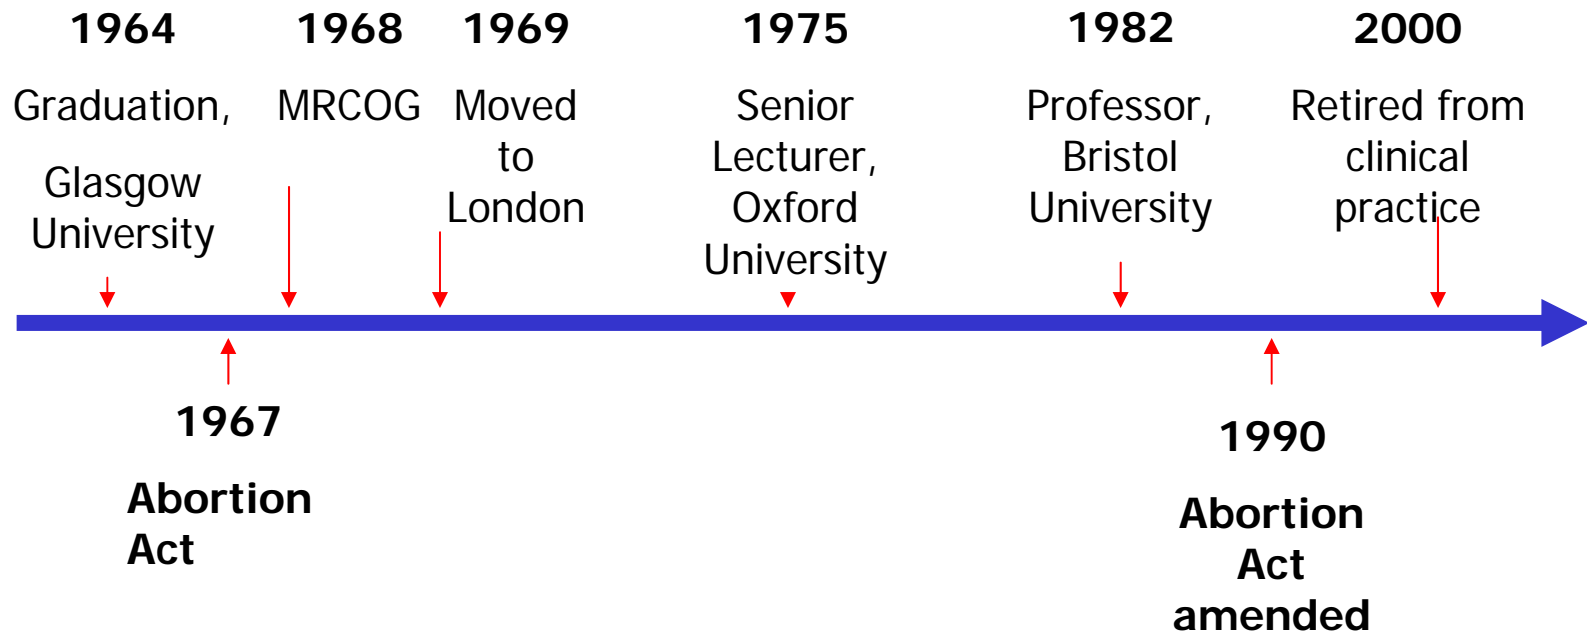 1964
Graduation,
Glasgow
University
1968
MRCOG
1969
Moved
to
London
1975
Senior
Lecturer,
Oxford
University
1982
Professor,
Bristol
University
2000
Retired from
clinical
practice
1967
Abortion
Act
1990
Abortion
Act
amended